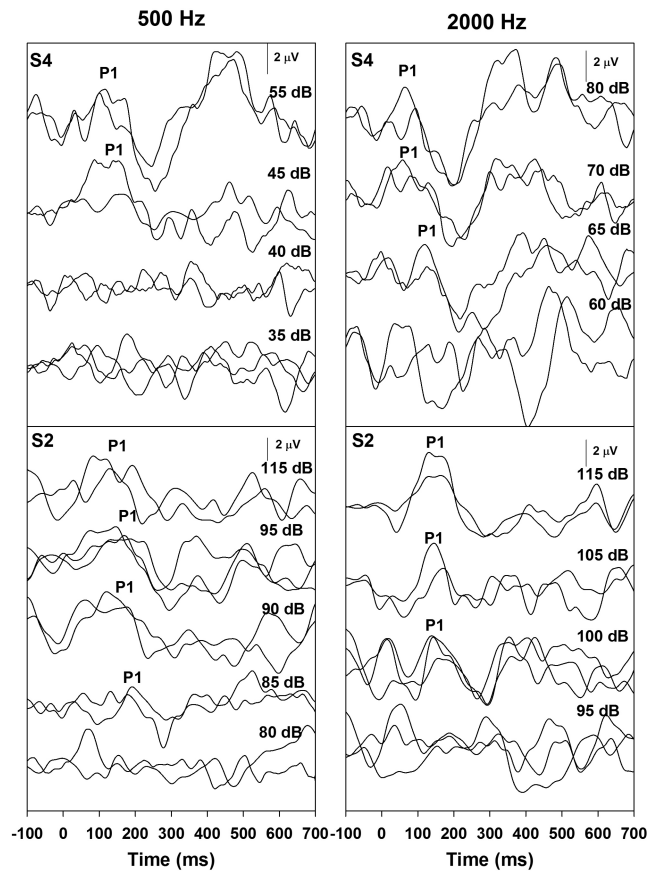 500 Hz
2000 Hz
S4
P1
2 μV
55 dB
P1
45 dB
40 dB
35 dB
S4
P1
2 μV
80 dB
P1
70 dB
P1
65 dB
60 dB
S2
P1
2 μV
115 dB
P1
95 dB
P1
90 dB
P1
85 dB
80 dB
S2
P1
2 μV
115 dB
P1
105 dB
P1
100 dB
95 dB
-100 0 100 200 300 400 500 600 700
-100 0 100 200 300 400 500 600 700
Time (ms)
Time (ms)